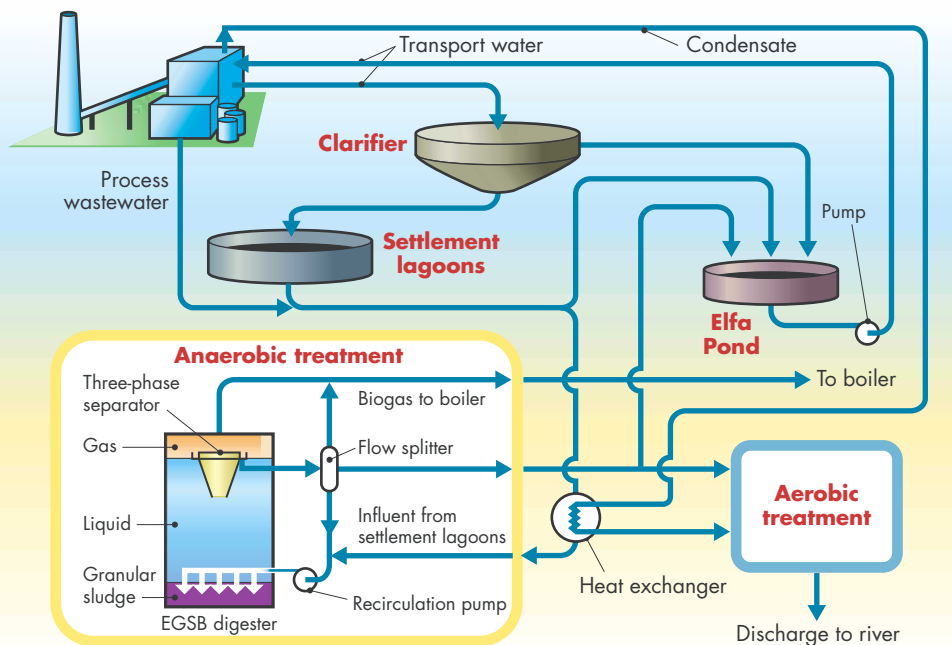 Transport water
Condensate
Clarifier
Process
wastewater
Settlement
lagoons
Pump
Elfa
Pond
Anaerobic treatment
Three-phase
separator
Biogas to boiler
To boiler
Gas
Flow splitter
Liquid
Influent from
settlement lagoons
Aerobic
treatment
Granular
sludge
Recirculation pump
Heat exchanger
EGSB digester
Discharge to river